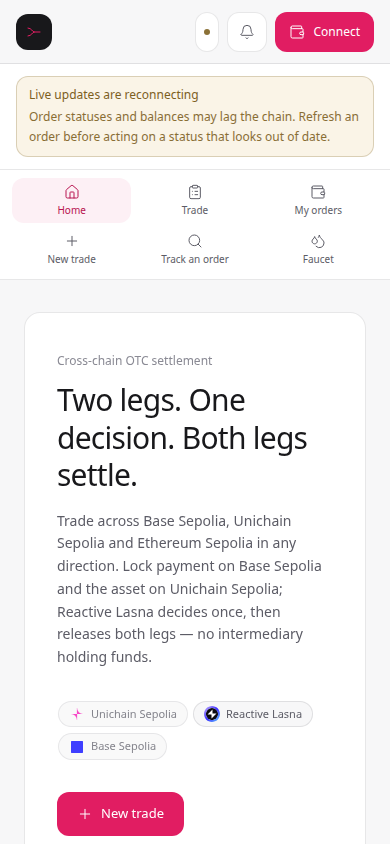 Connect
Live updates are reconnecting
Order statuses and balances may lag the chain. Refresh an
order before acting on a status that looks out of date.
Home
Trade
My orders
New trade
Track an order
Faucet
Cross-chain OTC settlement
Two legs. One
decision. Both legs
settle.
Trade across Base Sepolia, Unichain
Sepolia and Ethereum Sepolia in any
direction. Lock payment on Base Sepolia
and the asset on Unichain Sepolia;
Reactive Lasna decides once, then
releases both legs — no intermediary
holding funds.
Unichain Sepolia
Reactive Lasna
Base Sepolia
New trade